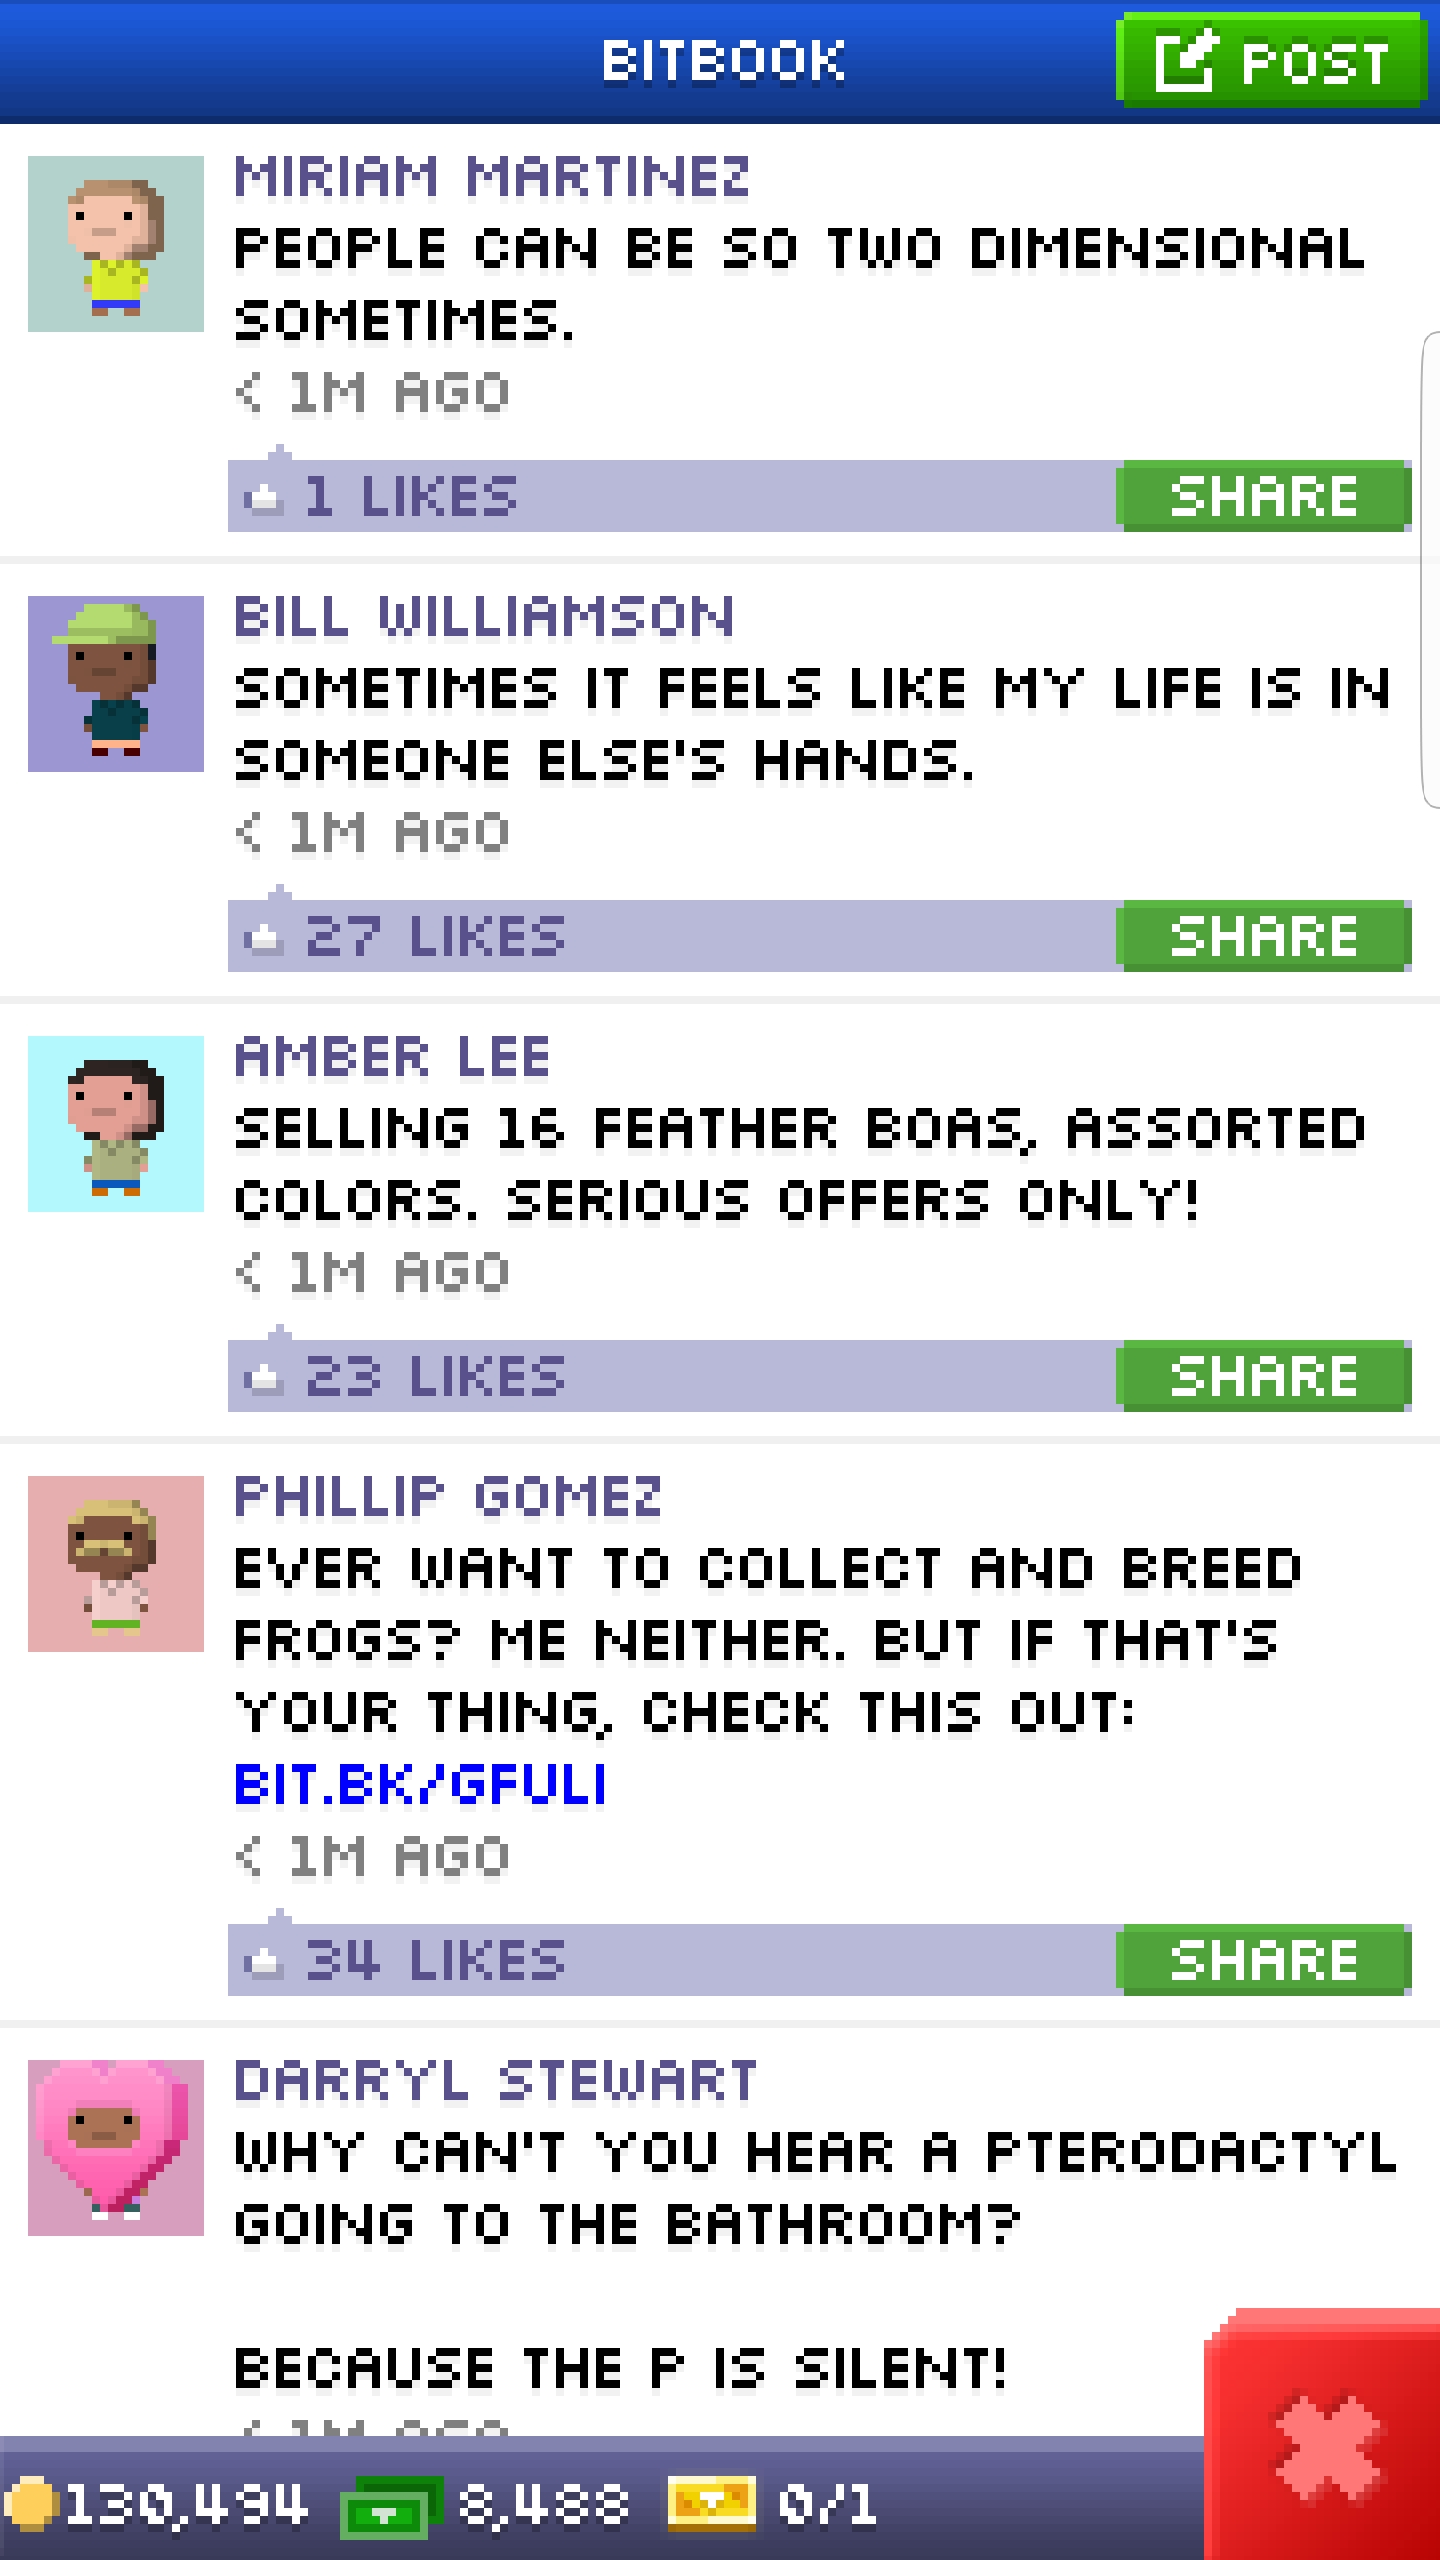 BITBOOK
POST
MIRIAM MARTINEZ
PEOPLE CAN BE SO TWO DIMENSIONAL
SOMETIMES.
< 1M AGO
1 LIKES
SHARE
BILL WILLIAMSON
SOMETIMES IT FEELS LIKE MY LIFE IS IN
SOMEONE ELSE'S HANDS.
< 1M AGO
27 LIKES
SHARE
AMBER LEE
SELLING 16 FEATHER BOAS, ASSORTED
COLORS. SERIOUS OFFERS ONLY!
< 1M AGO
23 LIKES
SHARE
PHILLIP GOMEZ
EVER WANT TO COLLECT AND BREED
FROGS? ME NEITHER. BUT IF THAT'S
YOUR THING, CHECK THIS OUT:
BIT.BK/GFULI
< 1M AGO
34 LIKES
SHARE
DARRYL STEWART
WHY CAN'T YOU HEAR A PTERODACTYL
GOING TO THE BATHROOM?
BECAUSE THE P IS SILENT!
< 1M AGO
130,494
8,488
0/1